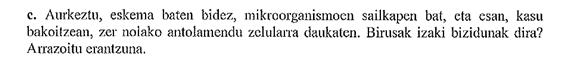 c. Aurkeztu, eskema baten bidez, mikroorganismoen sailkapen bat, eta esan, kasu
bakoitzean, zer nolako antolamendu zelularra daukaten. Birusak izaki bizidunak dira?
Arrazoitu erantzuna.